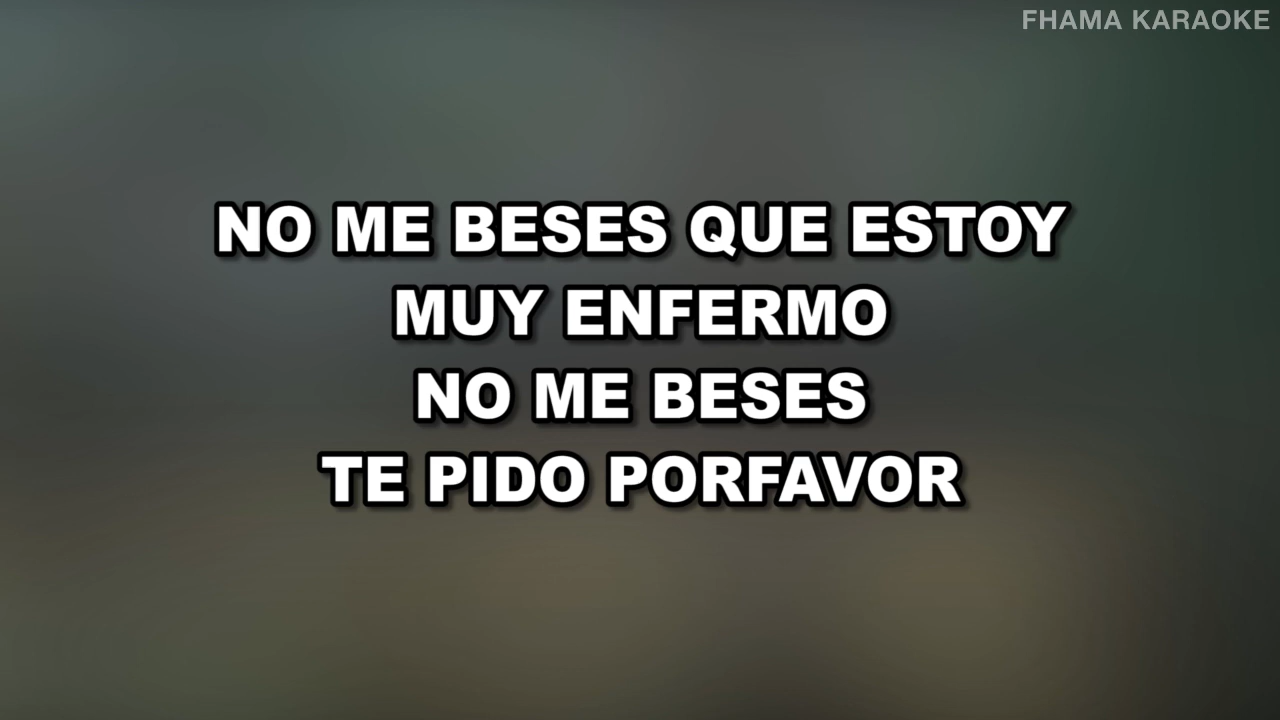 FHAMA KARAOKE
NO ME BESES QUE ESTOY
MUY ENFERMO
NO ME BESES
TE PIDO PORFAVOR